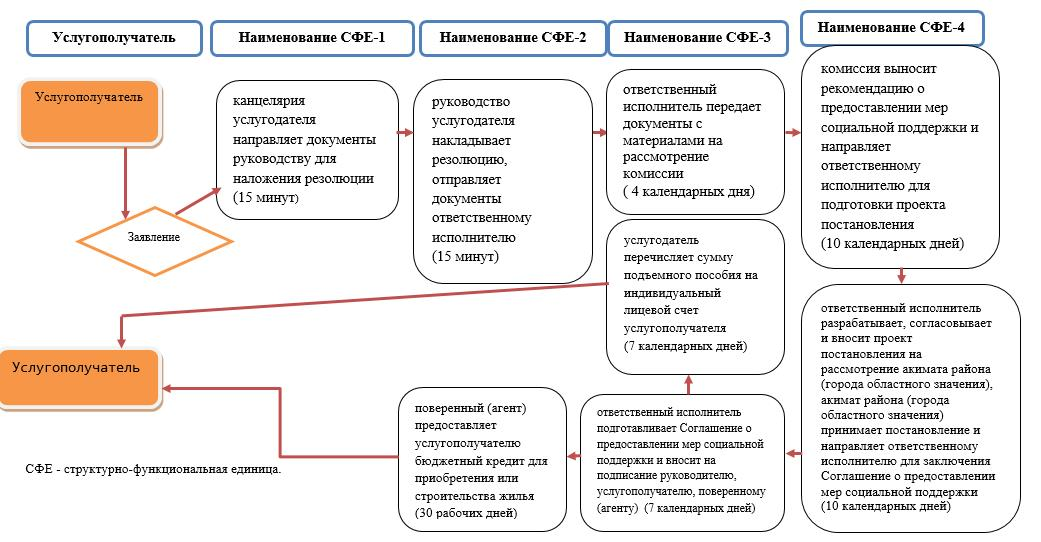 Услугополучатель
Наименование СФЕ-1
Наименование СФЕ-2
Наименование СФЕ-3
Наименование СФЕ-4
Услугополучатель
Заявление
канцелярия
услугодателя
направляет документы
руководству для
наложения резолюции
(15 минут)
руководство
услугодателя
накладывает
резолюцию,
отправляет
документы
ответственному
исполнителю
(15 минут)
ответственный
исполнитель передает
документы с
материалами на
рассмотрение
комиссии
( 4 календарных дня)
комиссия выносит
рекомендацию о
предоставлении мер
социальной поддержки и
направляет
ответственному
исполнителю для
подготовки проекта
постановления
(10 календарных дней)
услугодатель
перечисляет сумму
подъемного пособия на
индивидуальный
лицевой счет
услугополучателя
(7 календарных дней)
ответственный исполнитель
разрабатывает, согласовывает
и вносит проект
постановления на
рассмотрение акимата района
(города областного значения),
акимат района (города
областного значения)
принимает постановление и
направляет ответственному
исполнителю для заключения
Соглашение о предоставлении
мер социальной поддержки
(10 календарных дней)
Услугополучатель
поверенный (агент)
предоставляет
услугополучателю
бюджетный кредит для
приобретения или
строительства жилья
(30 рабочих дней)
ответственный исполнитель
подготавливает Соглашение о
предоставлении мер социальной
поддержки и вносит на
подписание руководителю,
услугополучателю, поверенному
(агенту) (7 календарных дней)
СФЕ - структурно-функциональная единица.